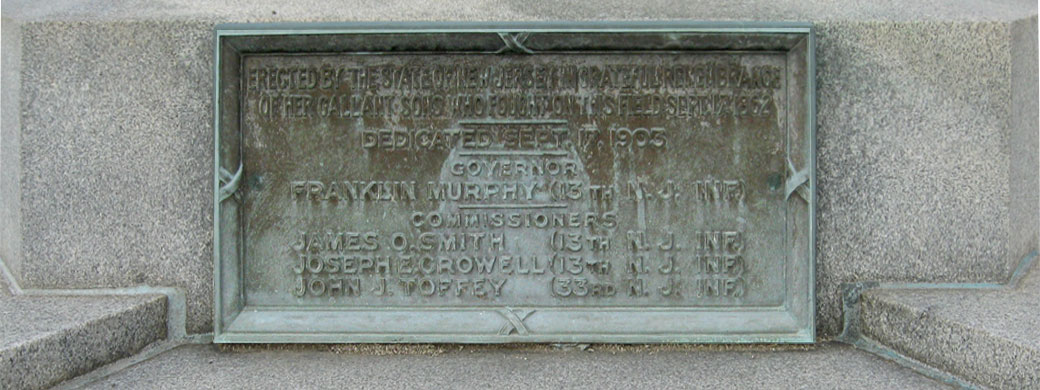 ERECTED BY THE STATE OF NEW JERSEY IN GRATEFUL REMEMBRANCE
OF HER GALLANT SONS WHO FOUGHT ON THIS FIELD SEPT. 17, 1862
DEDICATED SEPT. 17, 1903
GOVERNOR
FRANKLIN MURPHY (13TH N. J. INF.)
COMMISSIONERS
JAMES O. SMITH (13TH N. J. INF.)
JOSEPH E. CROWELL (13TH N. J. INF.)
JOHN J. TOFFEY (33RD N. J. INF.)